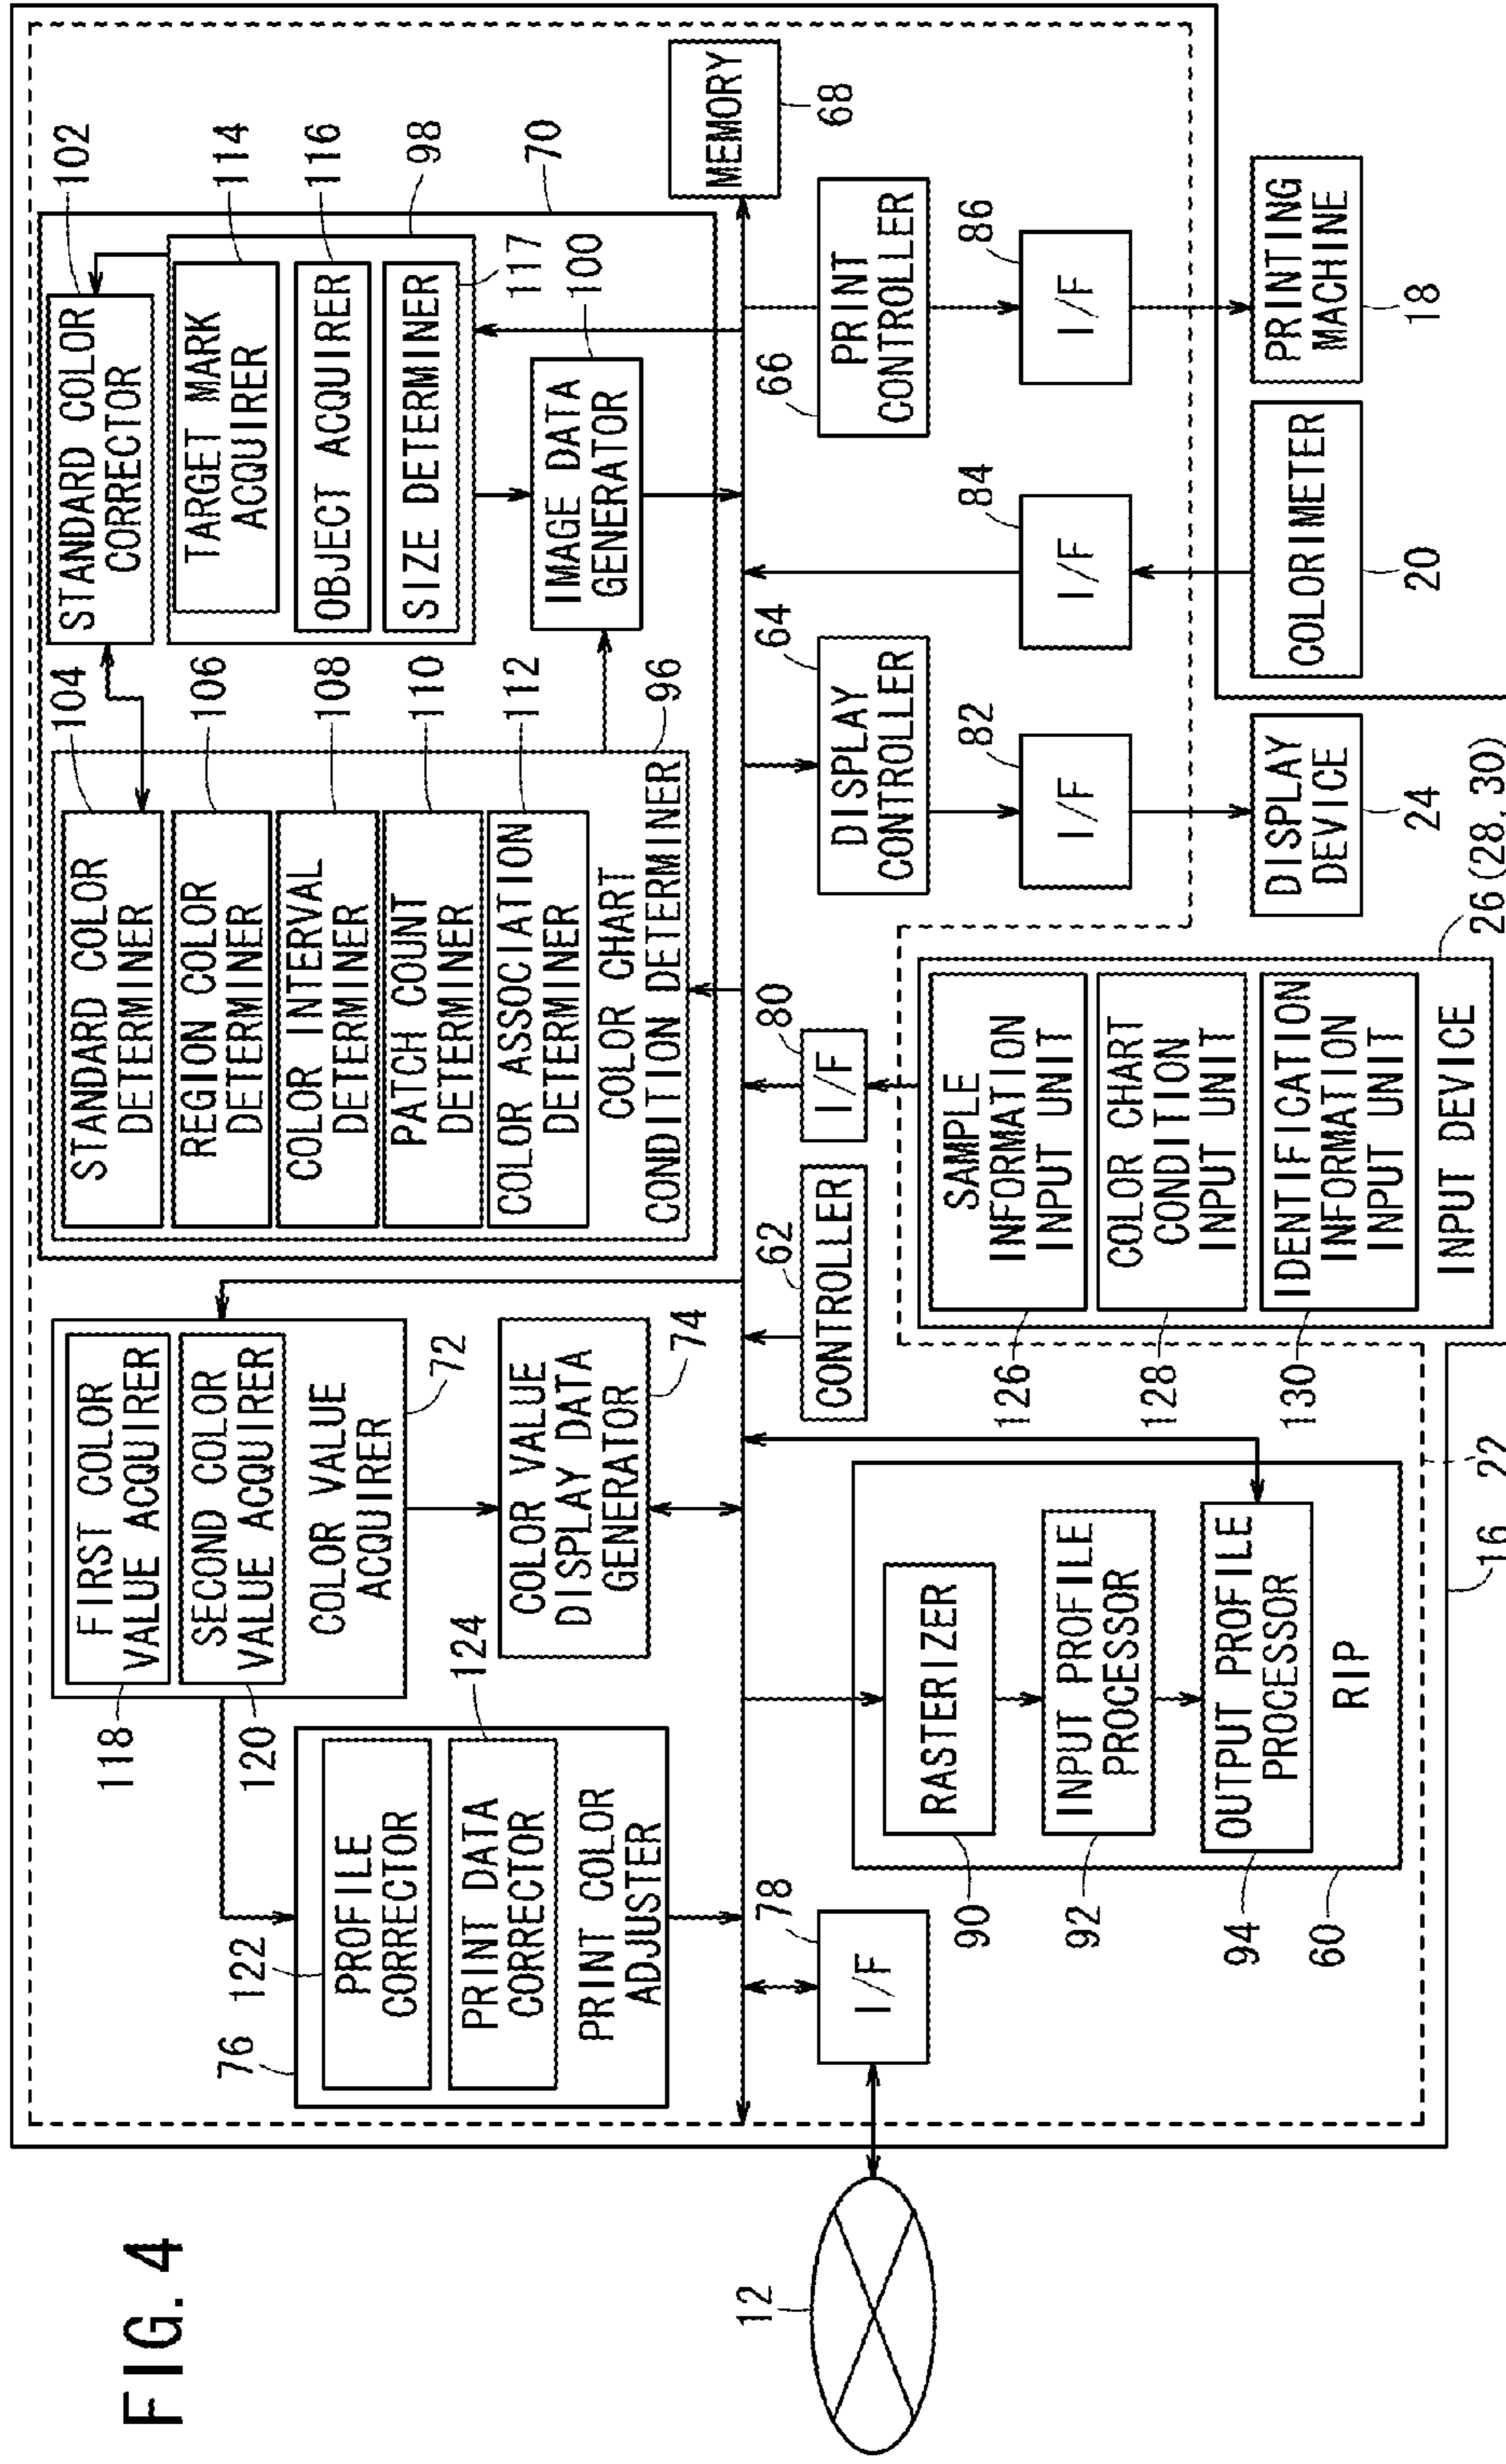 FIG. 4
76
122
PROFILE
CORRECTOR
124
PRINT DATA
CORRECTOR
PRINT COLOR
ADJUSTER
118
120
FIRST COLOR
VALUE ACQUIRER
SECOND COLOR
VALUE ACQUIRER
COLOR VALUE
ACQUIRER
72
COLOR VALUE
DISPLAY DATA
GENERATOR
74
104
STANDARD COLOR
DETERMINER
106
REGION COLOR
DETERMINER
108
COLOR INTERVAL
DETERMINER
110
PATCH COUNT
DETERMINER
112
COLOR ASSOCIATION
DETERMINER
COLOR CHART
CONDITION DETERMINER
96
102
STANDARD COLOR
CORRECTOR
114
TARGET MARK
ACQUIRER
116
OBJECT ACQUIRER
98
SIZE DETERMINER
117
100
IMAGE DATA
GENERATOR
70
MEMORY
68
12
78
I/F
RASTERIZER
90
INPUT PROFILE
PROCESSOR
92
OUTPUT PROFILE
PROCESSOR
94
RIP
60
62
CONTROLLER
80
I/F
64
DISPLAY
CONTROLLER
82
I/F
84
I/F
66
PRINT
CONTROLLER
86
I/F
SAMPLE
INFORMATION
INPUT UNIT
126
COLOR CHART
CONDITION
INPUT UNIT
128
IDENTIFICATION
INFORMATION
INPUT UNIT
130
INPUT DEVICE
26 (28, 30)
DISPLAY
DEVICE
24
COLORIMETER
20
PRINTING
MACHINE
18
16
22